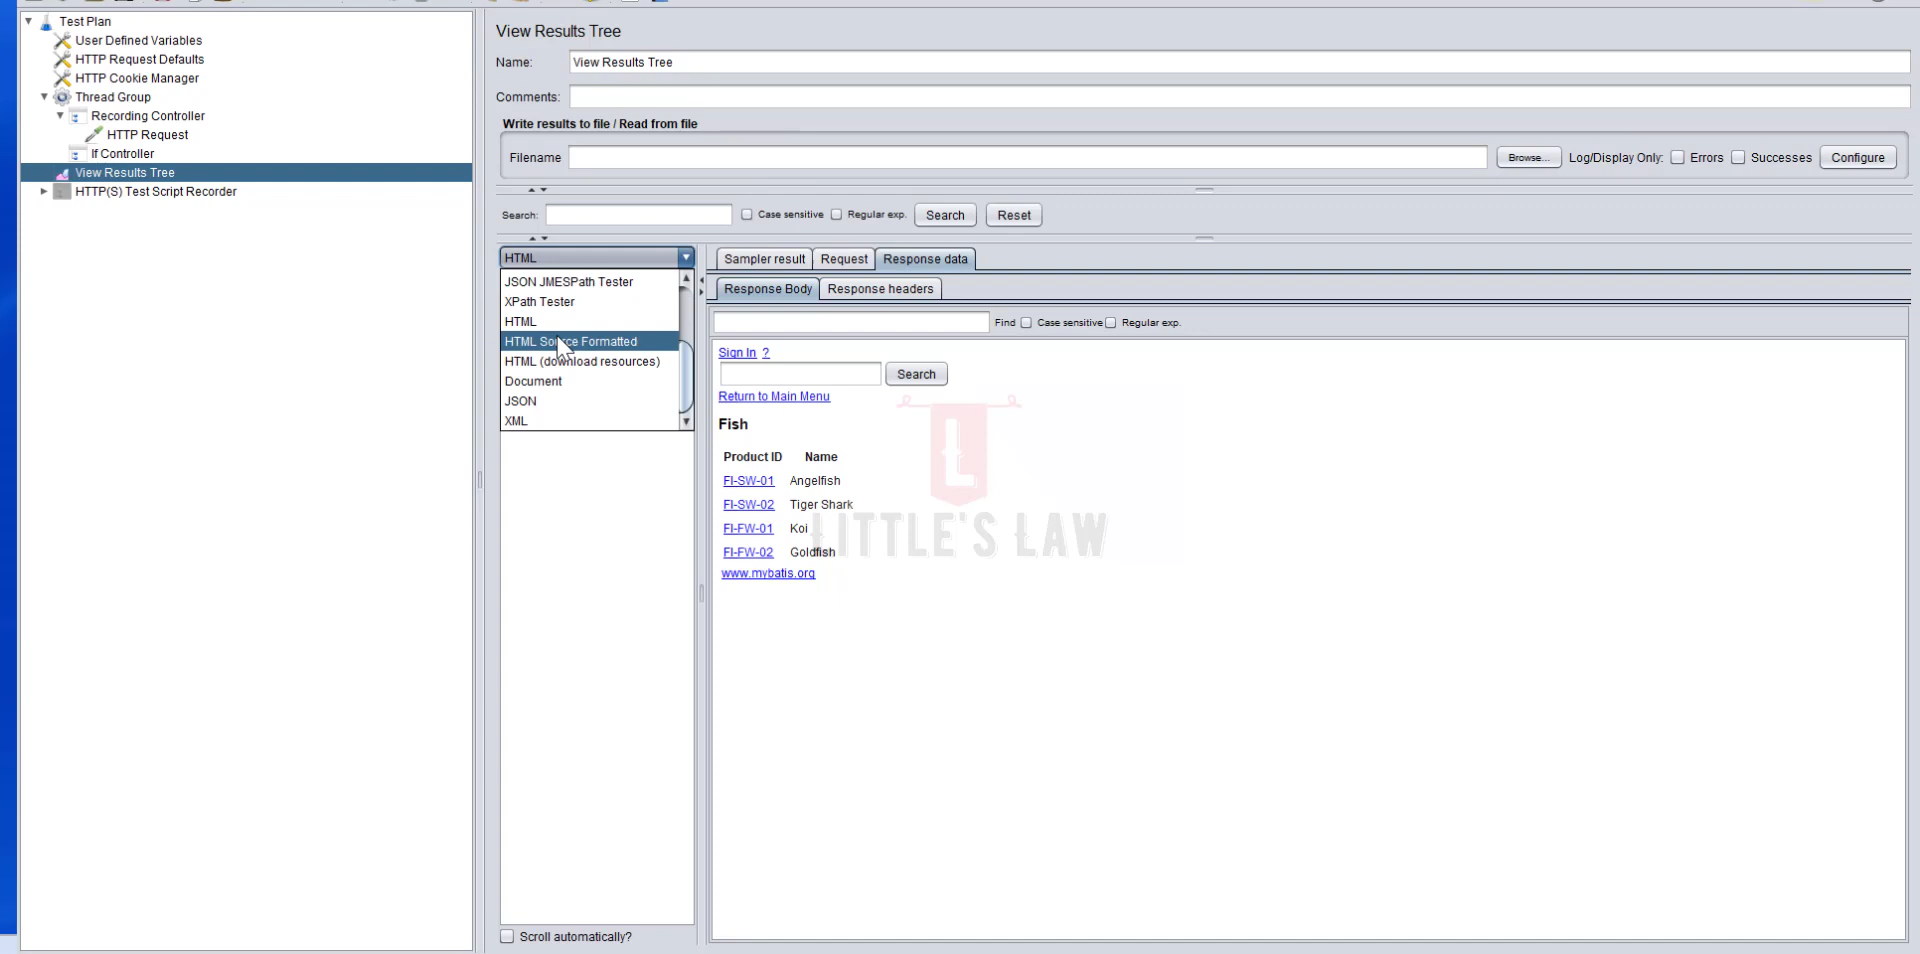 Test Plan
User Defined Variables
HTTP Request Defaults
HTTP Cookie Manager
Thread Group
Recording Controller
HTTP Request
If Controller
View Results Tree
HTTP(S) Test Script Recorder
View Results Tree
Name: View Results Tree
Comments:
Write results to file / Read from file
Filename Browse... Log/Display Only: Errors Successes Configure
Search: Case sensitive Regular exp. Search Reset
HTML
JSON JMESPath Tester
XPath Tester
HTML
HTML Source Formatted
HTML (download resources)
Document
JSON
XML
Scroll automatically?
Sampler result Request Response data
Response Body Response headers
Find Case sensitive Regular exp.
Sign In ?
Search
Return to Main Menu
Fish
Product ID Name
FI-SW-01 Angelfish
FI-SW-02 Tiger Shark
FI-FW-01 Koi
FI-FW-02 Goldfish
www.mybatis.org
L
LITTLE'S LAW